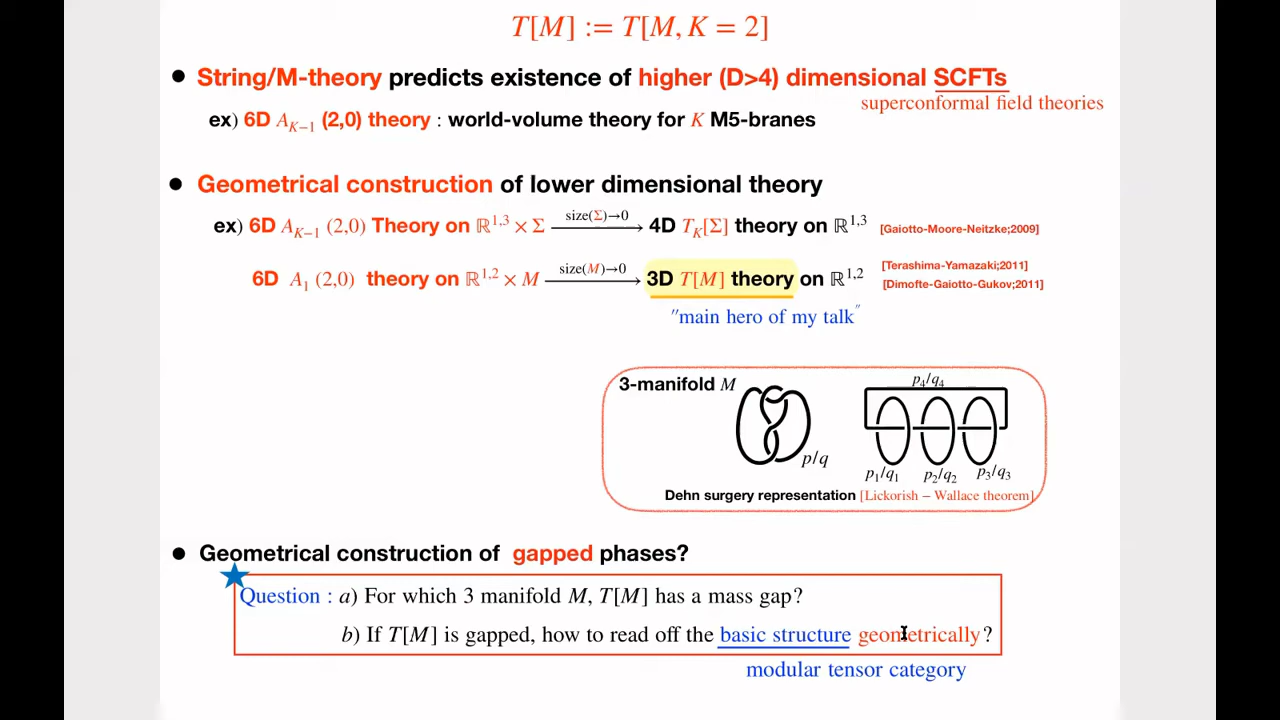 T[M] := T[M, K = 2]
• String/M-theory predicts existence of higher (D>4) dimensional SCFTs
superconformal field theories
ex) 6D A_{K−1} (2,0) theory : world-volume theory for K M5-branes
• Geometrical construction of lower dimensional theory
ex) 6D A_{K−1} (2,0) Theory on ℝ^{1,3} × Σ size(Σ)→0 ⟶ 4D T_K[Σ] theory on ℝ^{1,3} [Gaiotto-Moore-Neitzke;2009]
6D A_1 (2,0) theory on ℝ^{1,2} × M size(M)→0 ⟶ 3D T[M] theory on ℝ^{1,2} [Terashima-Yamazaki;2011]
[Dimofte-Gaiotto-Gukov;2011]
"main hero of my talk"
3-manifold M
p_4/q_4
p/q
p_1/q_1 p_2/q_2 p_3/q_3
Dehn surgery representation [Lickorish − Wallace theorem]
• Geometrical construction of gapped phases?
Question : a) For which 3 manifold M, T[M] has a mass gap?
b) If T[M] is gapped, how to read off the basic structure geometrically?
modular tensor category